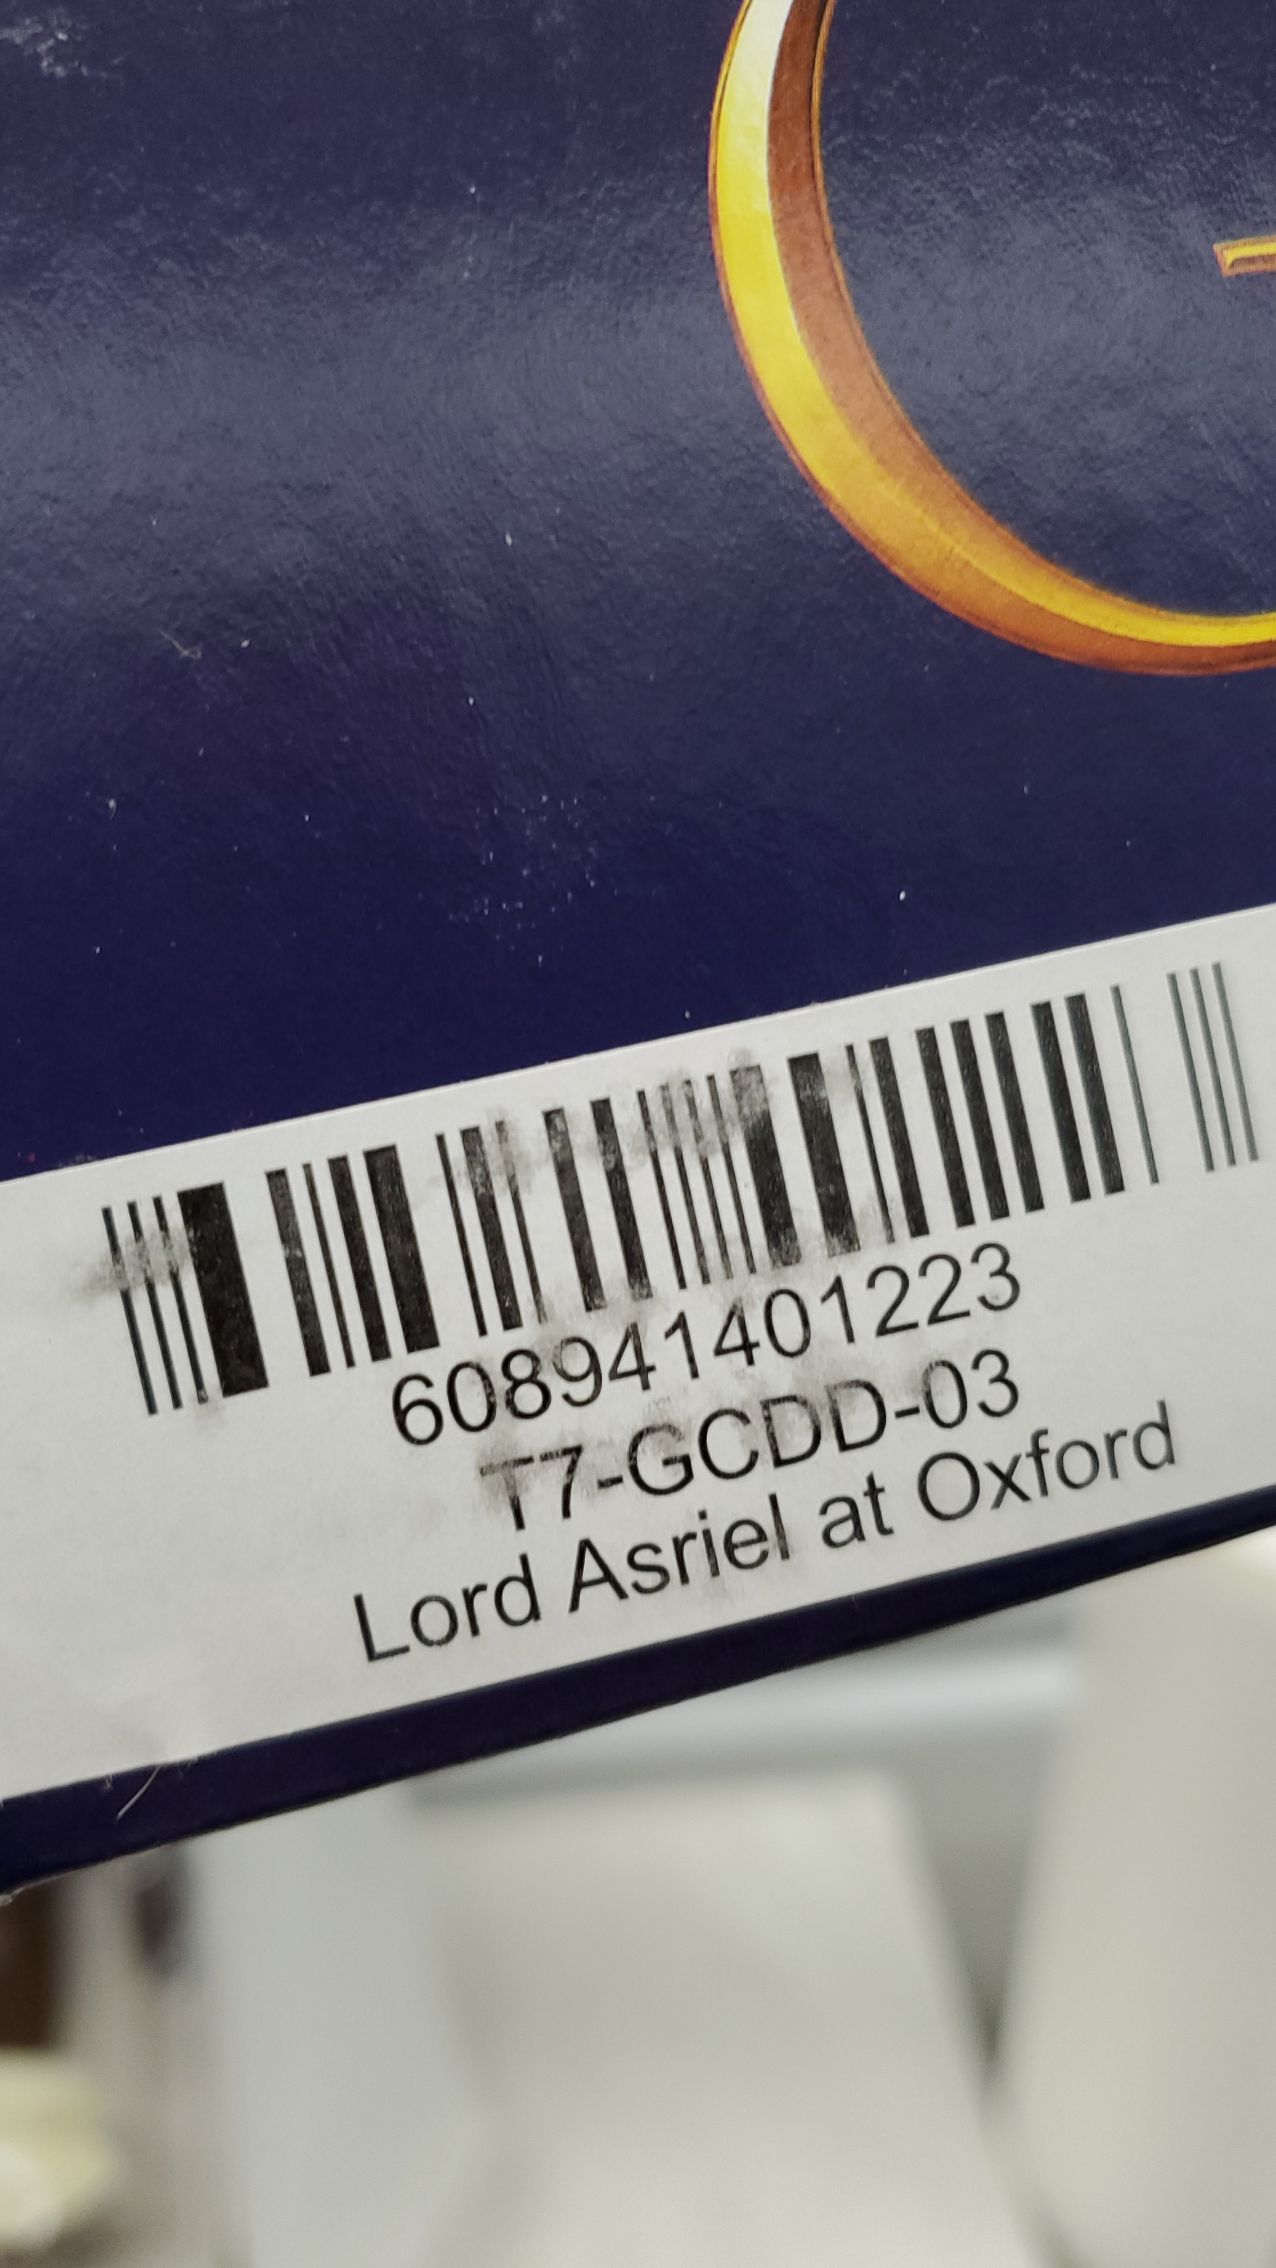 608941401223
T7-GCDD-03
Lord Asriel at Oxford